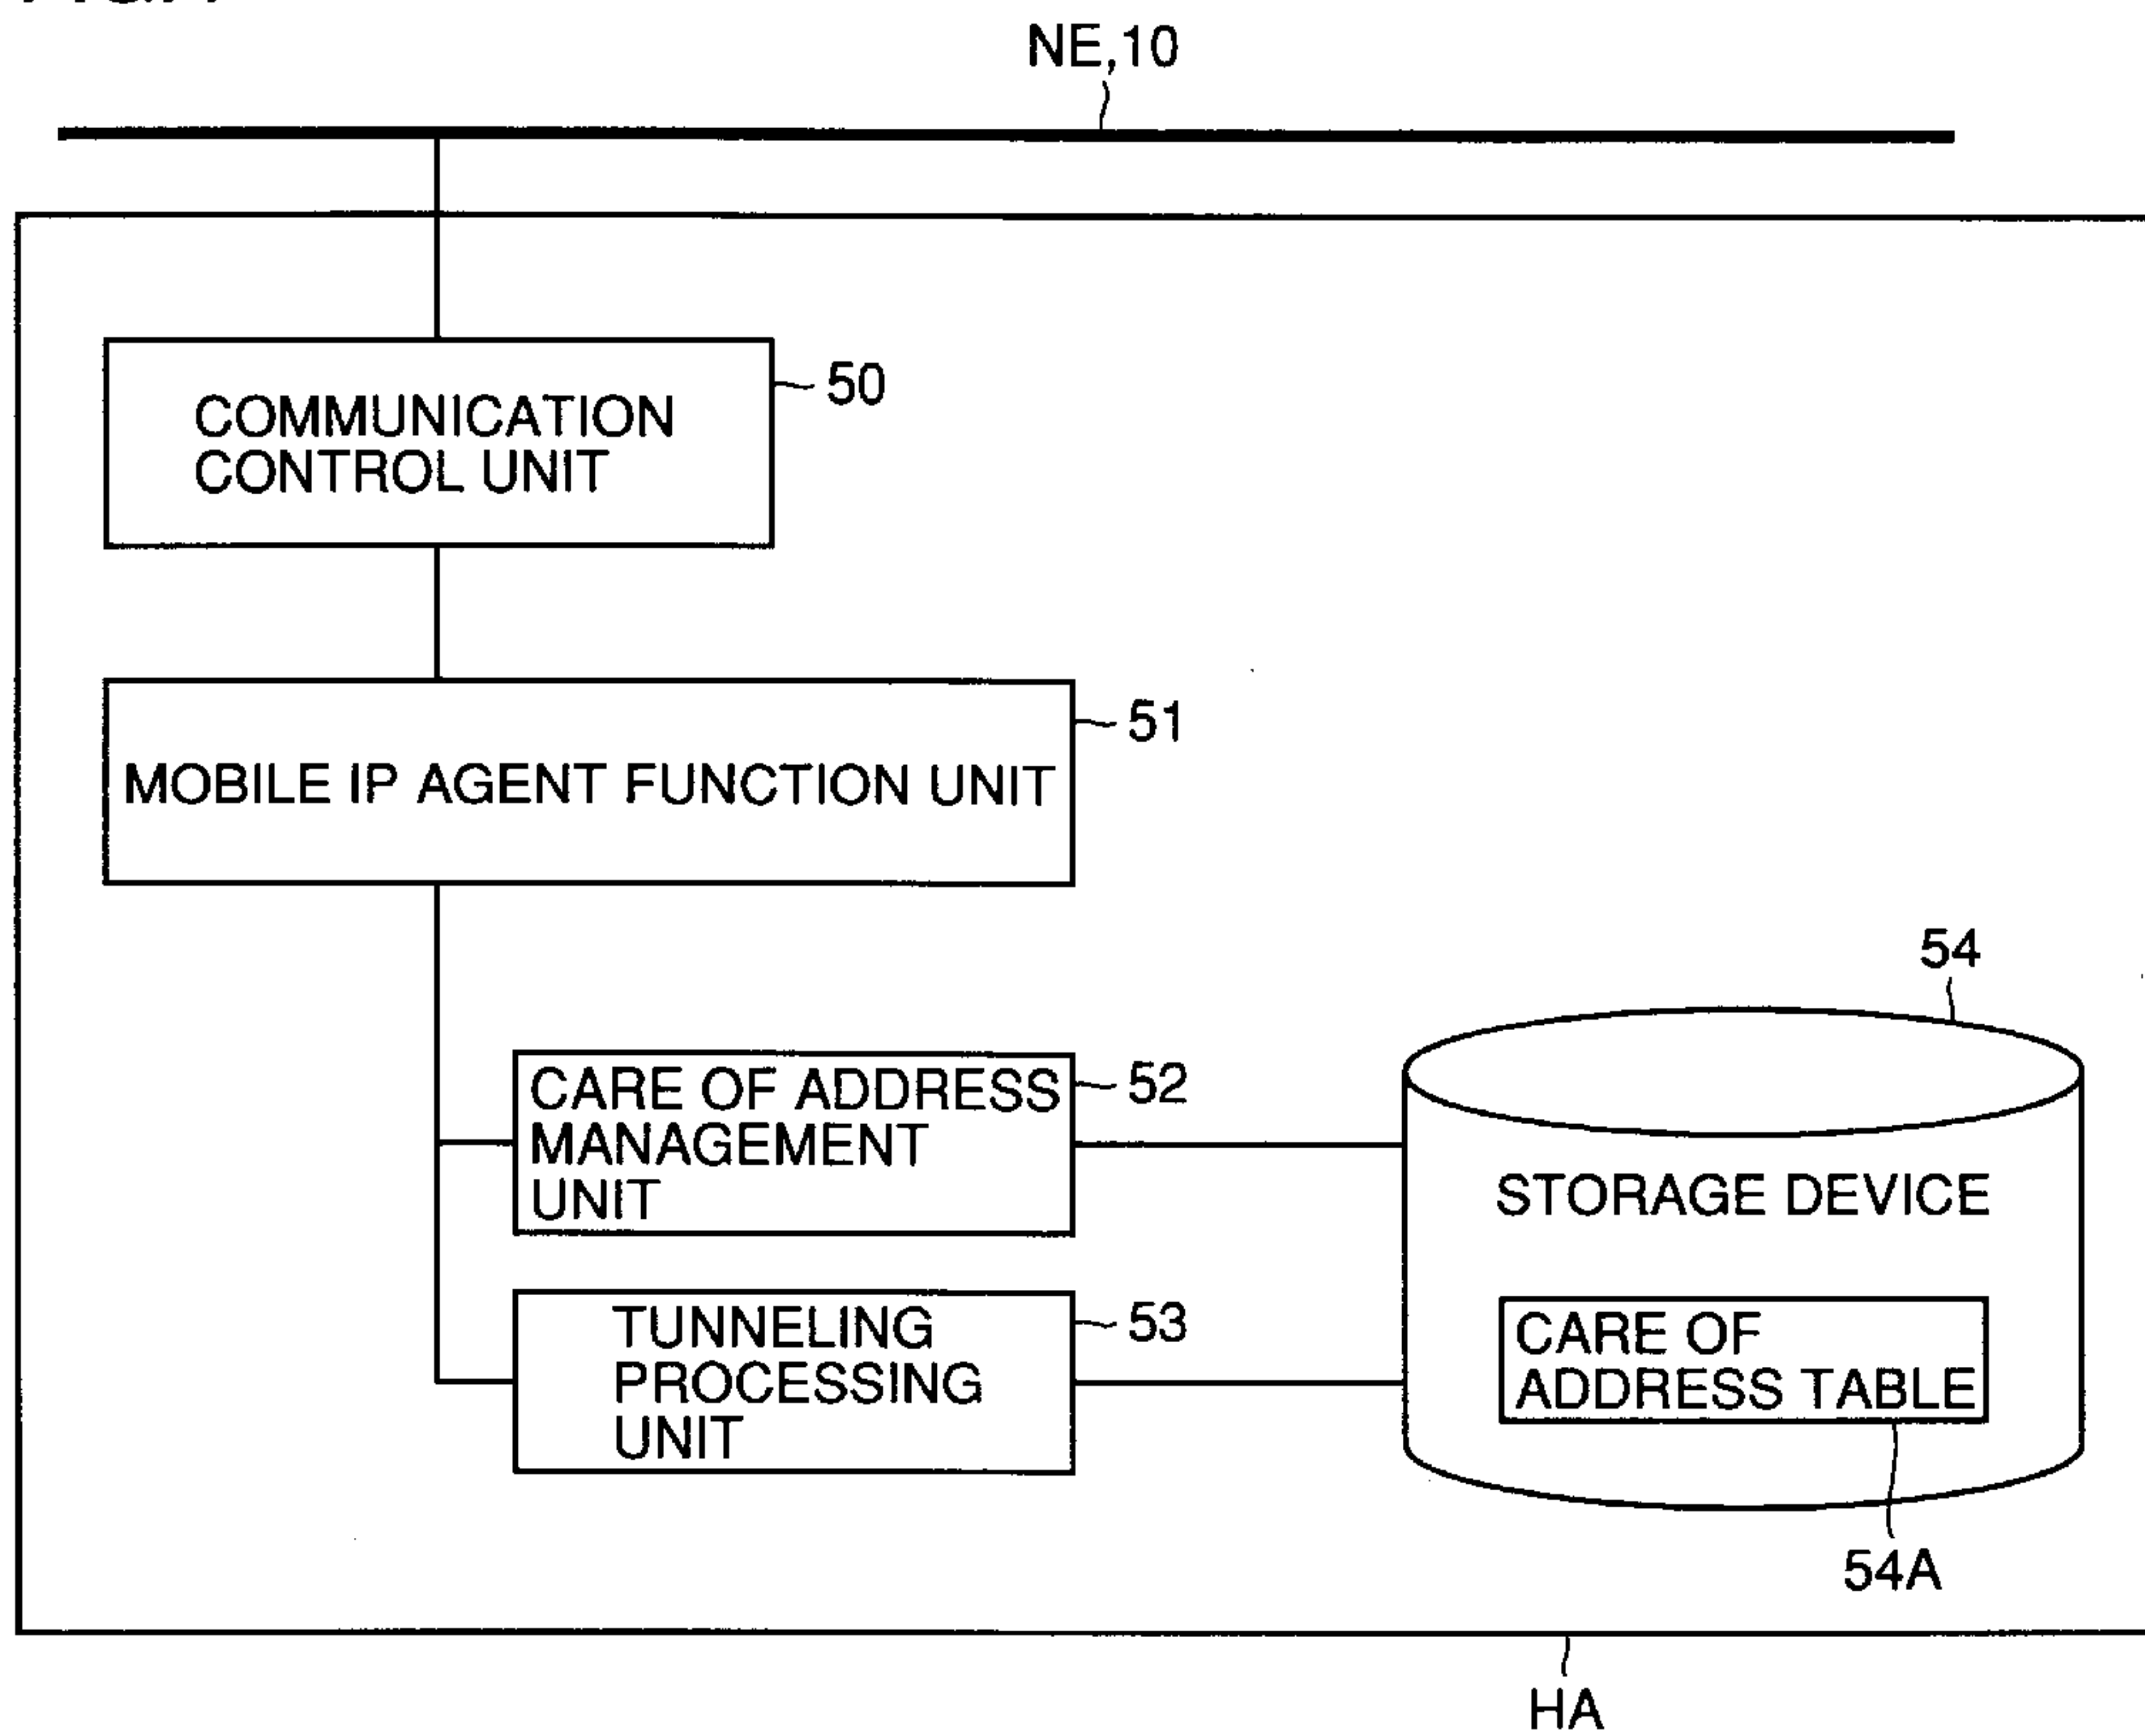 NE,10
COMMUNICATION
CONTROL UNIT
50
MOBILE IP AGENT FUNCTION UNIT
51
54
CARE OF ADDRESS
MANAGEMENT
UNIT
52
STORAGE DEVICE
TUNNELING
PROCESSING
UNIT
53
CARE OF
ADDRESS TABLE
54A
HA